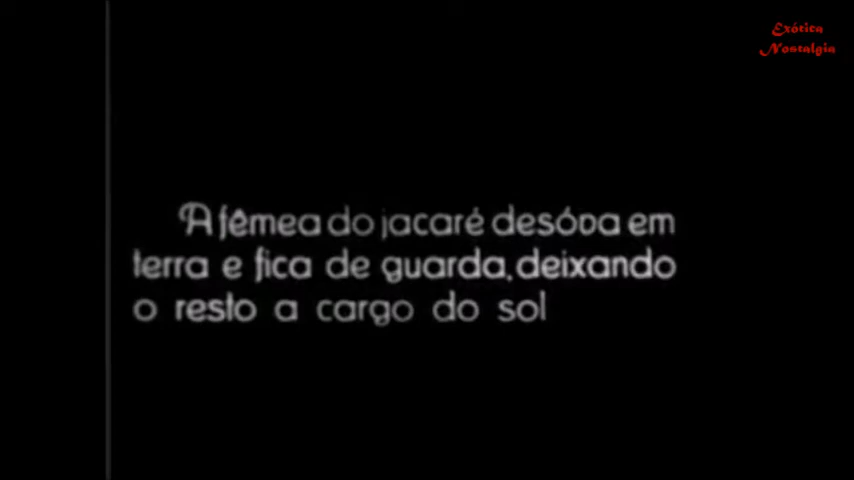 Exótica
Nostalgia
A fêmea do jacaré desóva em
terra e fica de guarda, deixando
o resto a cargo do sol